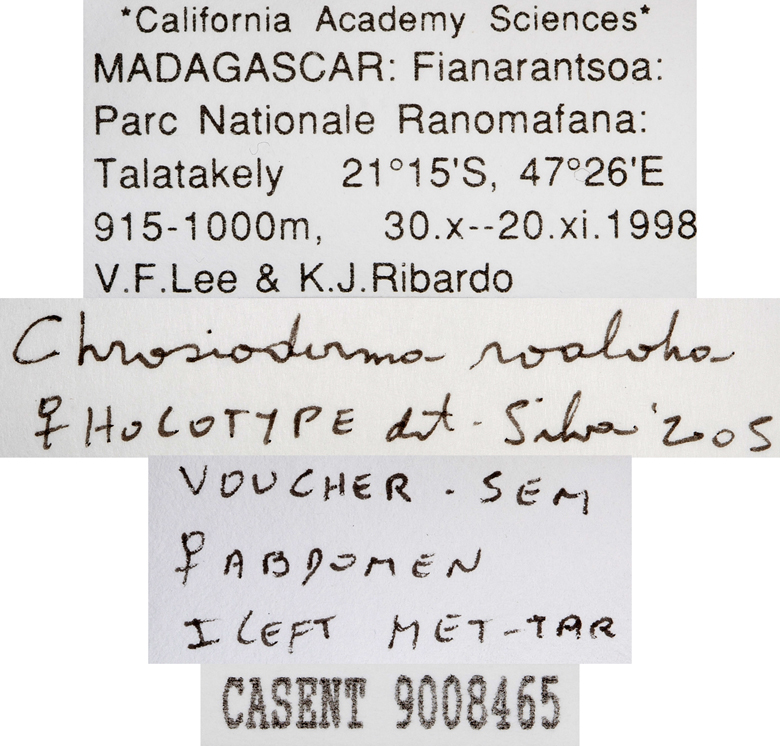 *California Academy Sciences*
MADAGASCAR: Fianarantsoa:
Parc Nationale Ranomafana:
Talatakely 21°15'S, 47°26'E
915-1000m, 30.x--20.xi.1998
V.F.Lee & K.J.Ribardo
Chrosioderma roaloha
♀ HOLOTYPE det. Silva '2005
VOUCHER - SEM
♀ ABDOMEN
I LEFT MET-TAR
CASENT 9008465